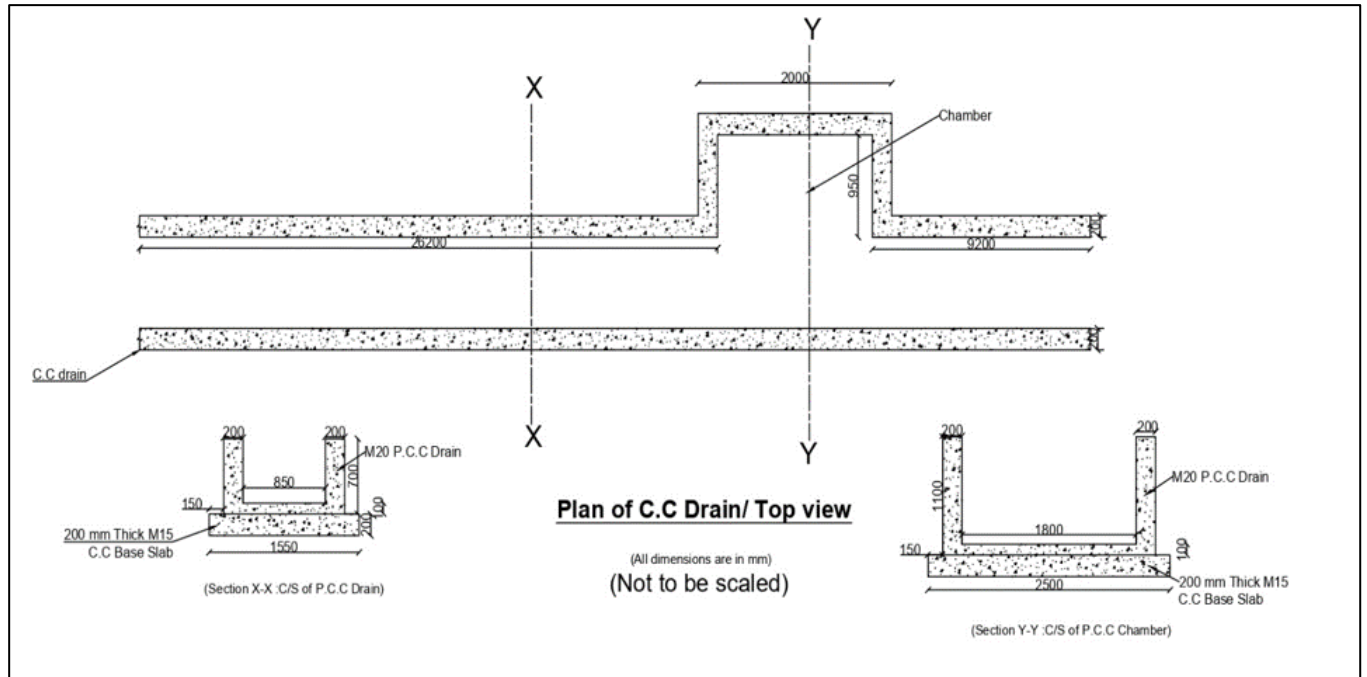 Y
2000
X
Chamber
950
200
26200
9200
200
C.C drain
X
Y
200
200
M20 P.C.C Drain
850
700
150
100
200
200 mm Thick M15
C.C Base Slab
1550
(Section X-X :C/S of P.C.C Drain)
Plan of C.C Drain/ Top view
(All dimensions are in mm)
(Not to be scaled)
200
200
M20 P.C.C Drain
1100
1800
150
100
200 mm Thick M15
C.C Base Slab
2500
(Section Y-Y :C/S of P.C.C Chamber)